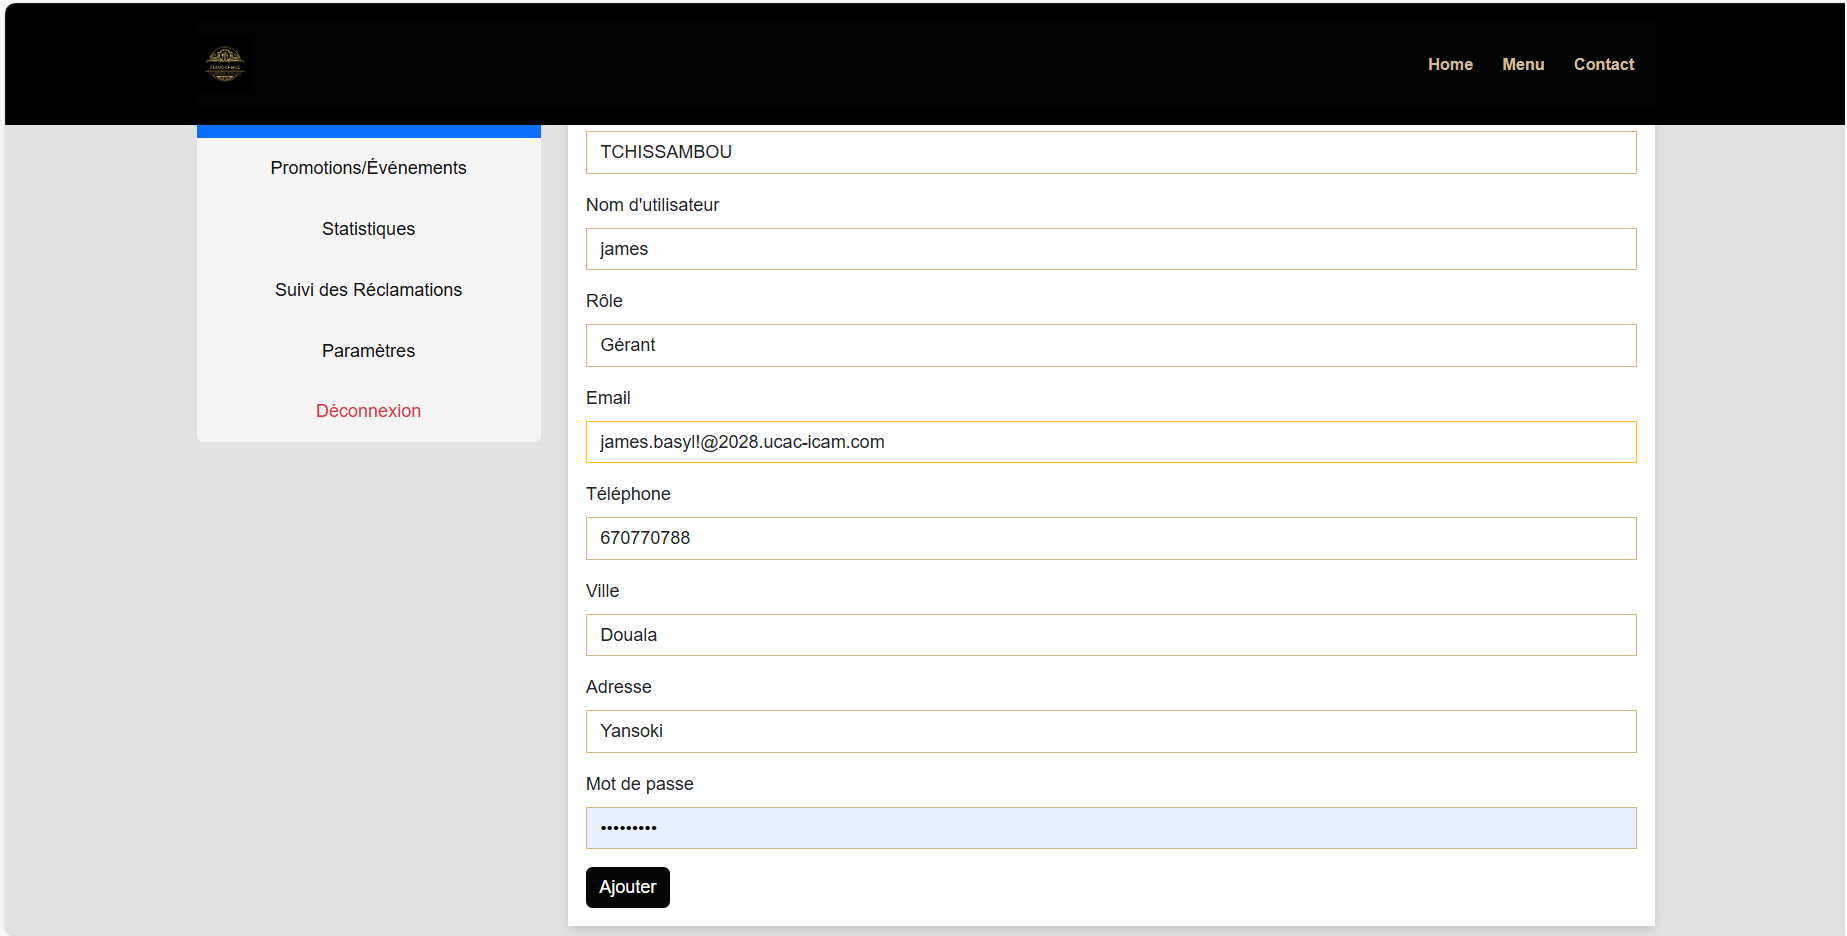 Home Menu Contact
Promotions/Événements
Statistiques
Suivi des Réclamations
Paramètres
Déconnexion
TCHISSAMBOU
Nom d'utilisateur
james
Rôle
Gérant
Email
james.basyl!@2028.ucac-icam.com
Téléphone
670770788
Ville
Douala
Adresse
Yansoki
Mot de passe
•••••••••
Ajouter